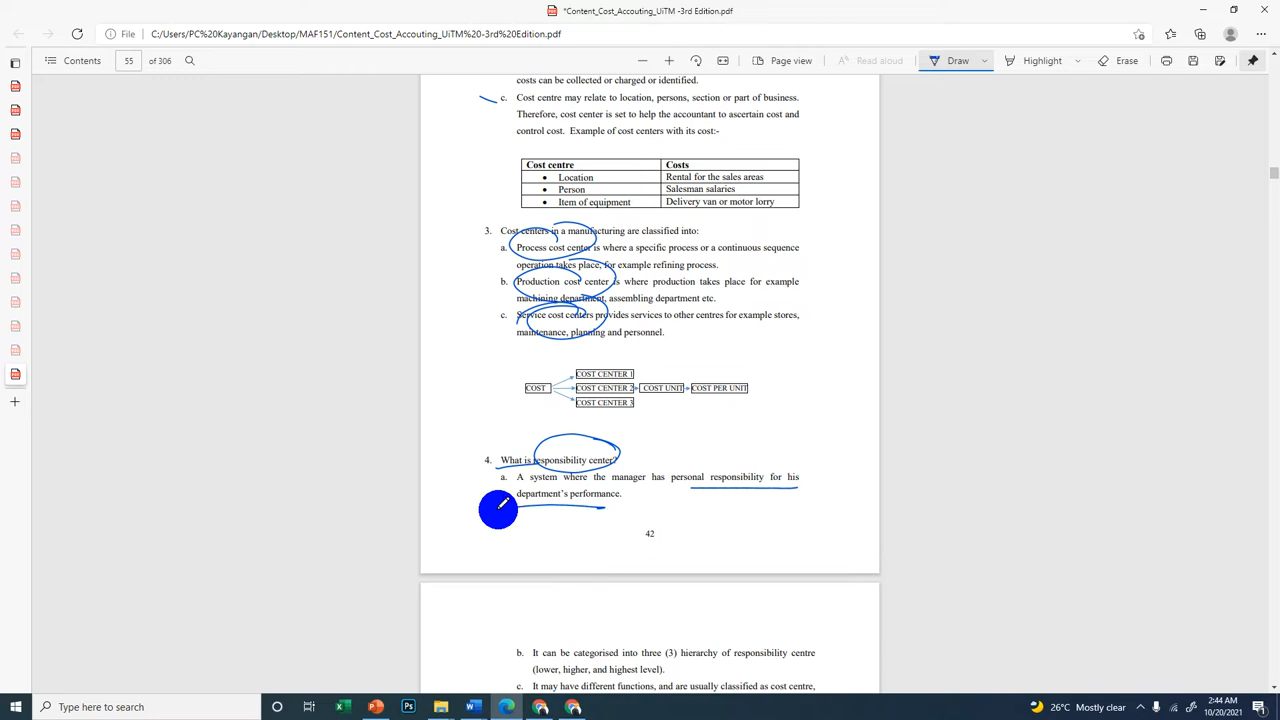 *Content_Cost_Accouting_UiTM -3rd Edition.pdf
File
C:/Users/PC%20Kayangan/Desktop/MAF151/Content_Cost_Accouting_UiTM%20-3rd%20Edition.pdf
Contents 55 of 306 Page view Read aloud Draw Highlight Erase
costs can be collected or charged or identified.
c. Cost centre may relate to location, persons, section or part of business.
Therefore, cost center is set to help the accountant to ascertain cost and
control cost. Example of cost centers with its cost:-
Cost centre Costs
• Location Rental for the sales areas
• Person Salesman salaries
• Item of equipment Delivery van or motor lorry
3. Cost centers in a manufacturing are classified into:
a. Process cost center is where a specific process or a continuous sequence
operation takes place, for example refining process.
b. Production cost center is where production takes place for example
machining department, assembling department etc.
c. Service cost centers provides services to other centres for example stores,
maintenance, planning and personnel.
COST CENTER 1
COST COST CENTER 2 COST UNIT COST PER UNIT
COST CENTER 3
4. What is responsibility center?
a. A system where the manager has personal responsibility for his
department's performance.
42
b. It can be categorised into three (3) hierarchy of responsibility centre
(lower, higher, and highest level).
c. It may have different functions, and are usually classified as cost centre,
Type here to search
26°C Mostly clear
2:44 AM
10/20/2021